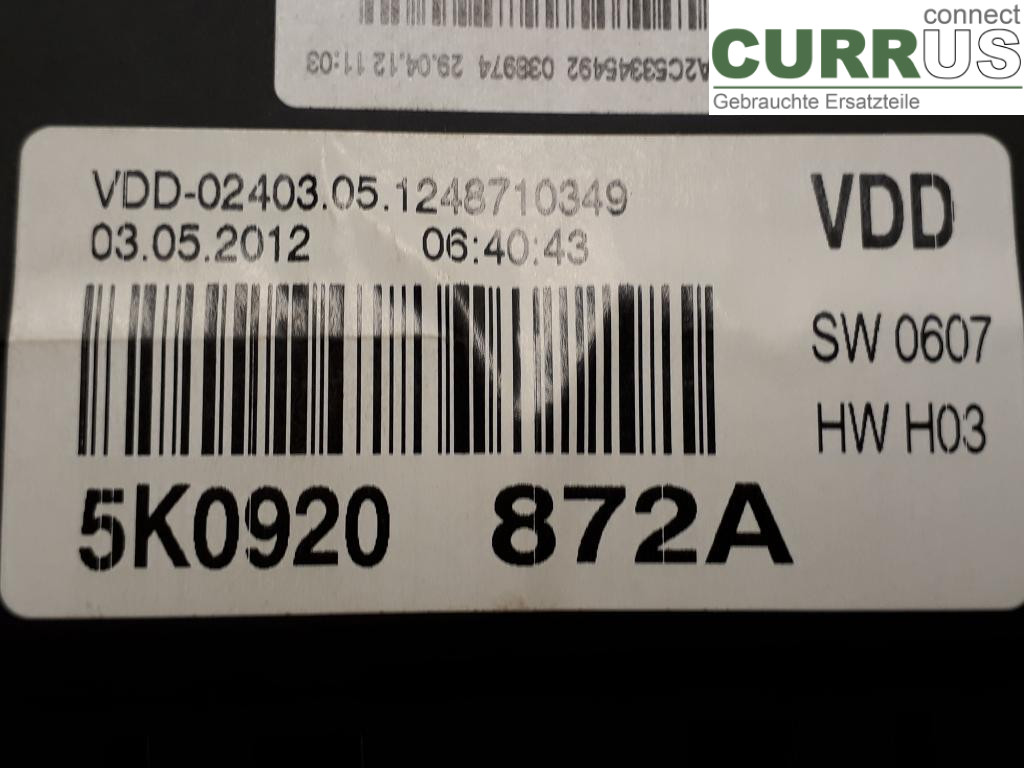 connect
CURRUS
Gebrauchte Ersatzteile
A2C53345492 038974 29.04.12 11:03
VDD-02403.05.1248710349
03.05.2012 06:40:43
VDD
SW 0607
HW H03
5K0920 872A